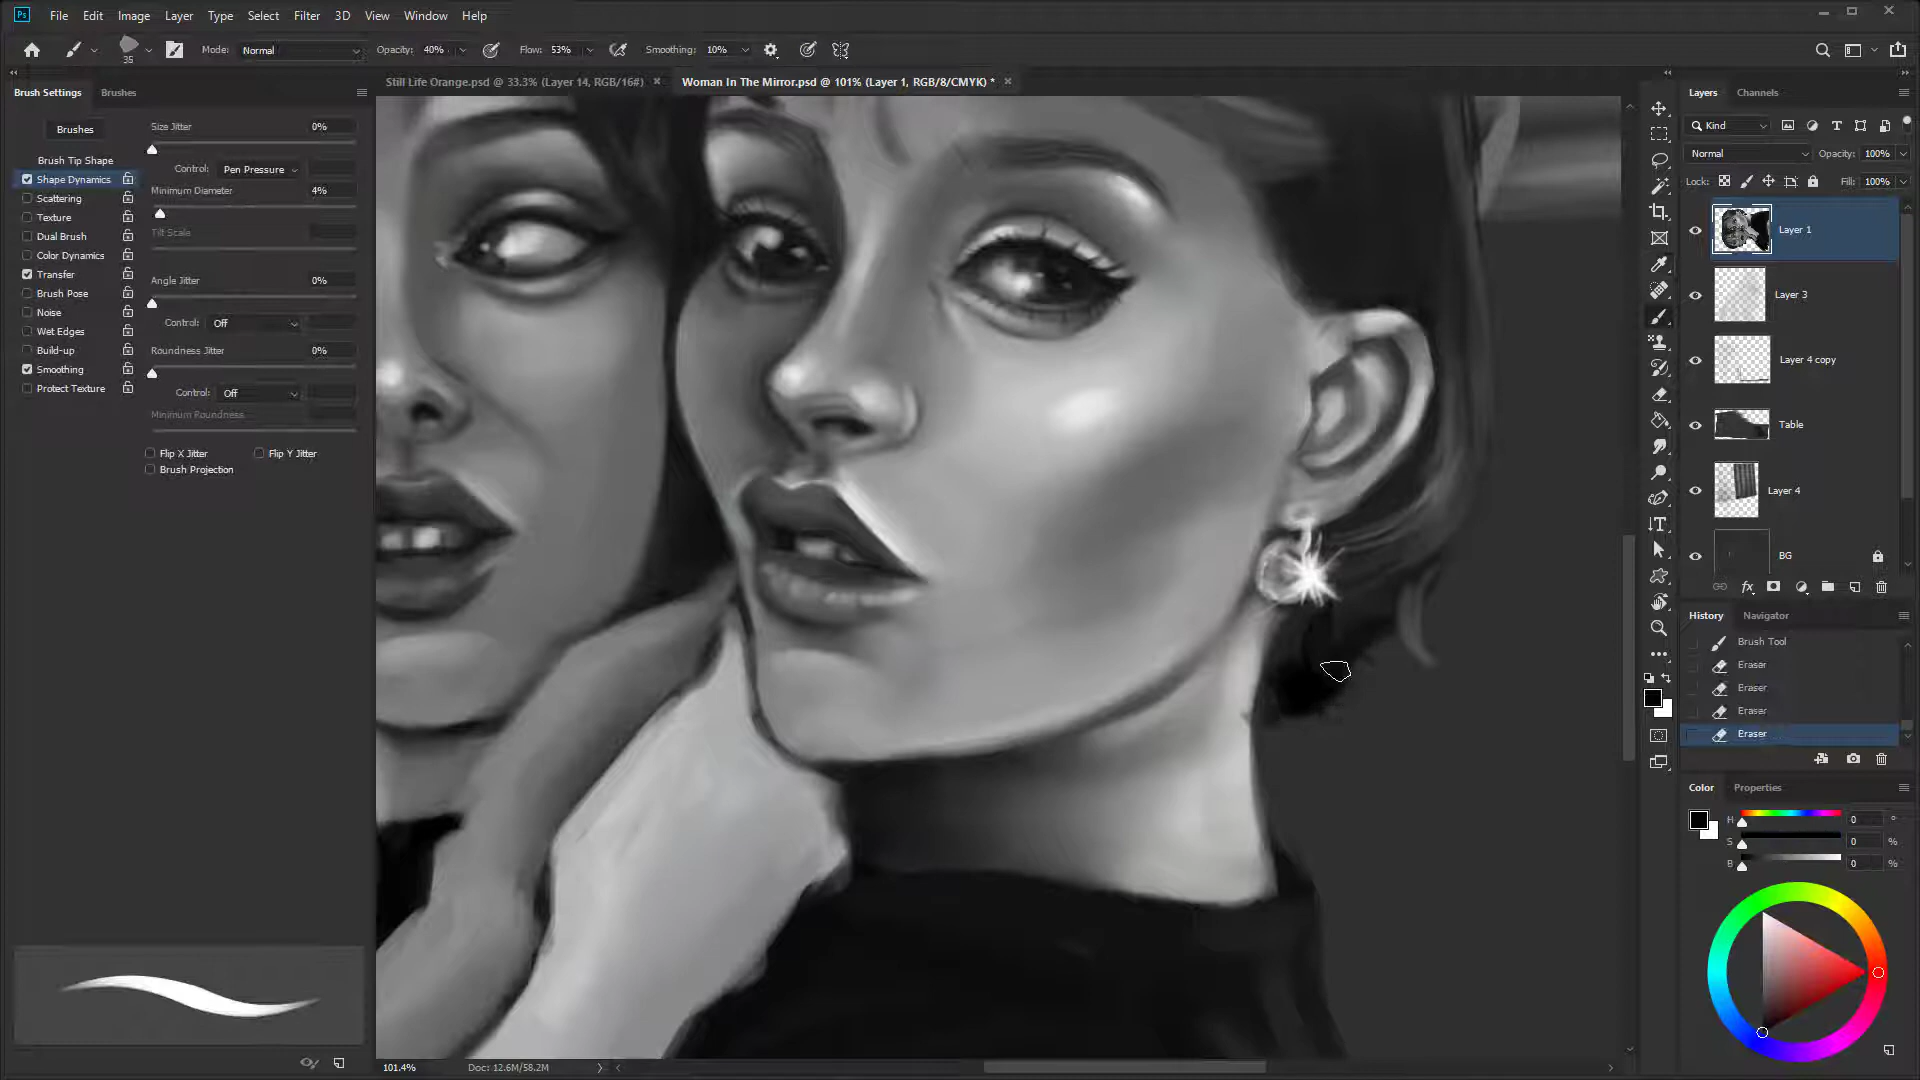 Ps File Edit Image Layer Type Select Filter 3D View Window Help
35 Mode: Normal Opacity: 40% Flow: 53% Smoothing: 10%
Brush Settings Brushes
Still Life Orange.psd @ 33.3% (Layer 14, RGB/16#) × Woman In The Mirror.psd @ 101% (Layer 1, RGB/8/CMYK) * ×
Brushes
Brush Tip Shape
Shape Dynamics
Scattering
Texture
Dual Brush
Color Dynamics
Transfer
Brush Pose
Noise
Wet Edges
Build-up
Smoothing
Protect Texture
Size Jitter 0%
Control: Pen Pressure
Minimum Diameter 4%
Tilt Scale
Angle Jitter 0%
Control: Off
Roundness Jitter 0%
Control: Off
Minimum Roundness
Flip X Jitter Flip Y Jitter
Brush Projection
101.4% Doc: 12.6M/58.2M
Layers Channels
Kind
Normal Opacity: 100%
Lock: Fill: 100%
Layer 1
Layer 3
Layer 4 copy
Table
Layer 4
BG
fx
History Navigator
Brush Tool
Eraser
Eraser
Eraser
Eraser
Color Properties
H 0 °
S 0 %
B 0 %